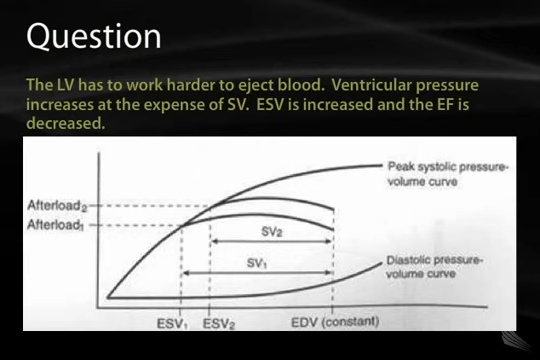 Question
The LV has to work harder to eject blood.  Ventricular pressure
increases at the expense of SV.  ESV is increased and the EF is
decreased.
Peak systolic pressure-
volume curve
Afterload₂
Afterload₁
SV₂
SV₁
Diastolic pressure-
volume curve
ESV₁ ESV₂ EDV (constant)